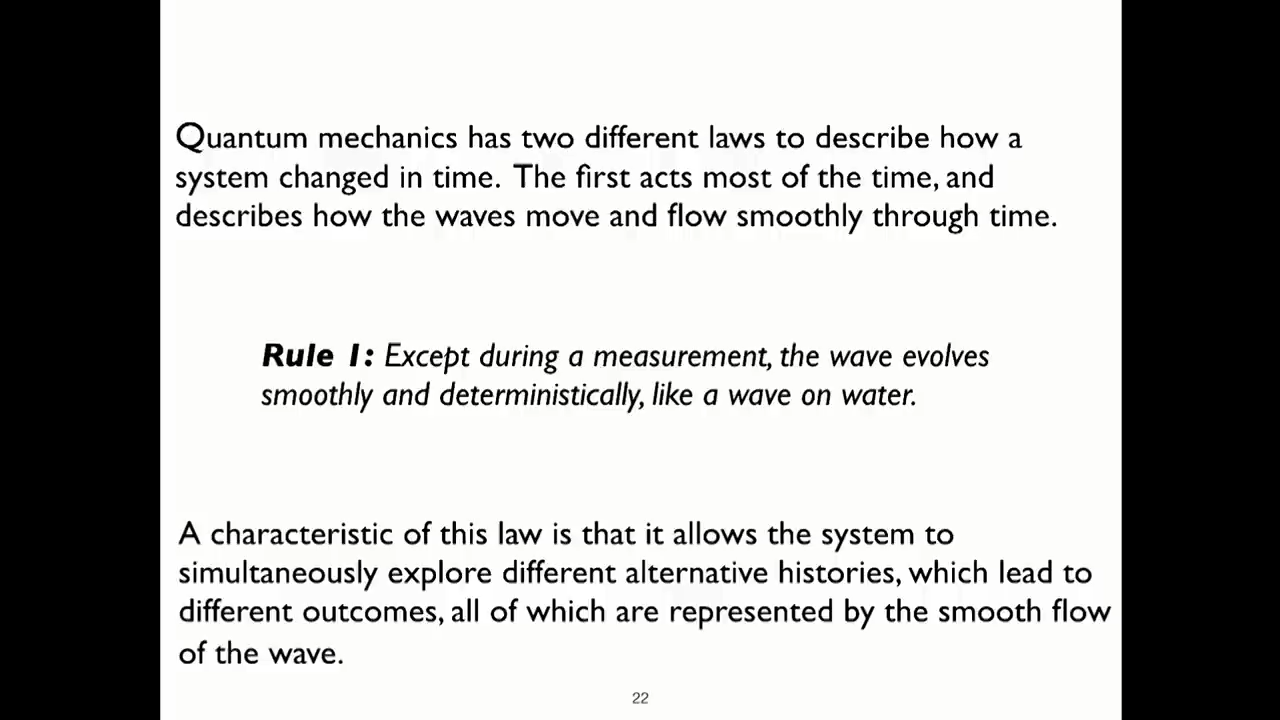 Quantum mechanics has two different laws to describe how a
system changed in time. The first acts most of the time, and
describes how the waves move and flow smoothly through time.
Rule 1: Except during a measurement, the wave evolves
smoothly and deterministically, like a wave on water.
A characteristic of this law is that it allows the system to
simultaneously explore different alternative histories, which lead to
different outcomes, all of which are represented by the smooth flow
of the wave.
22